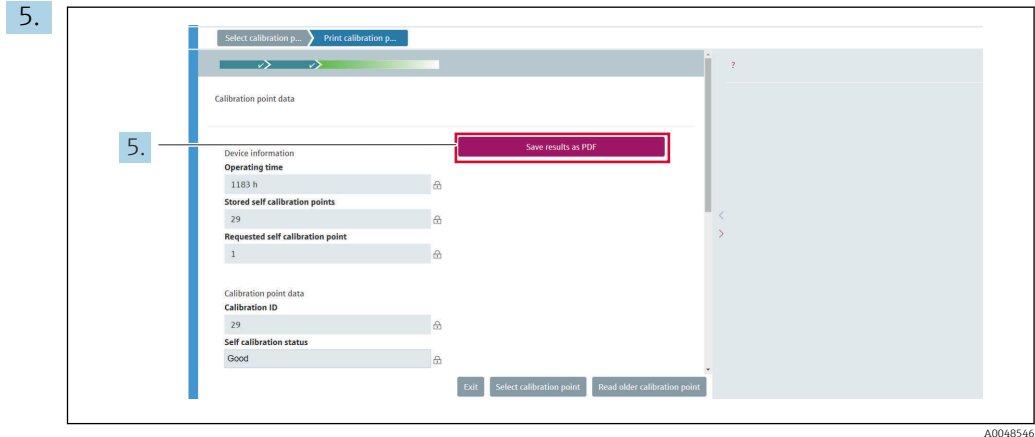 5.
Select calibration p...
Print calibration p...
?
Calibration point data
5.
Save results as PDF
Device information
Operating time
1183 h
Stored self calibration points
29
Requested self calibration point
1
Calibration point data
Calibration ID
29
Self calibration status
Good
Exit
Select calibration point
Read older calibration point
A0048546